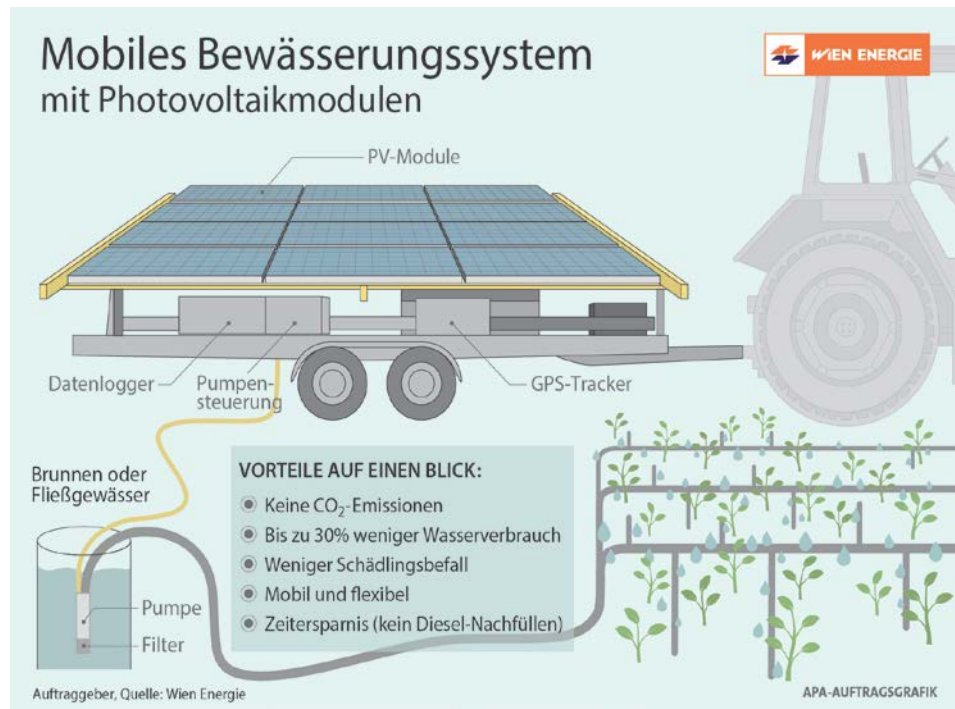 Mobiles Bewässerungssystem
mit Photovoltaikmodulen
WIEN ENERGIE
PV-Module
Datenlogger
Pumpen-
steuerung
GPS-Tracker
Brunnen oder
Fließgewässer
VORTEILE AUF EINEN BLICK:
Keine CO₂-Emissionen
Bis zu 30% weniger Wasserverbrauch
Weniger Schädlingsbefall
Mobil und flexibel
Zeitersparnis (kein Diesel-Nachfüllen)
Pumpe
Filter
Auftraggeber, Quelle: Wien Energie
APA-AUFTRAGSGRAFIK